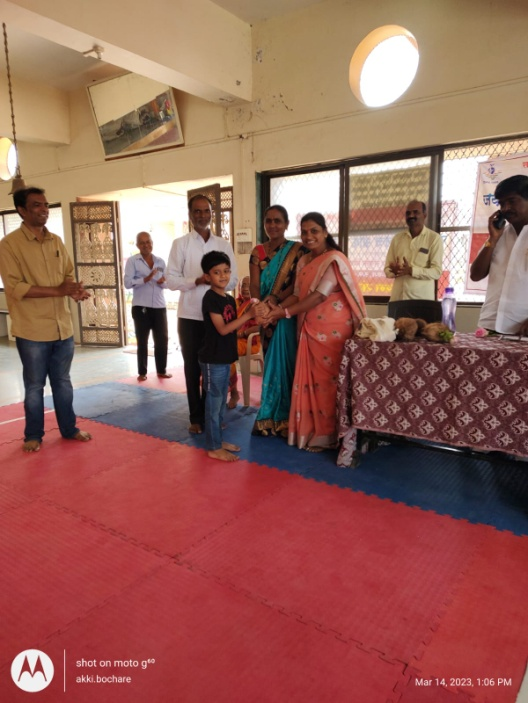 shot on moto g⁶⁰
akki.bochare
Mar 14, 2023, 1:06 PM